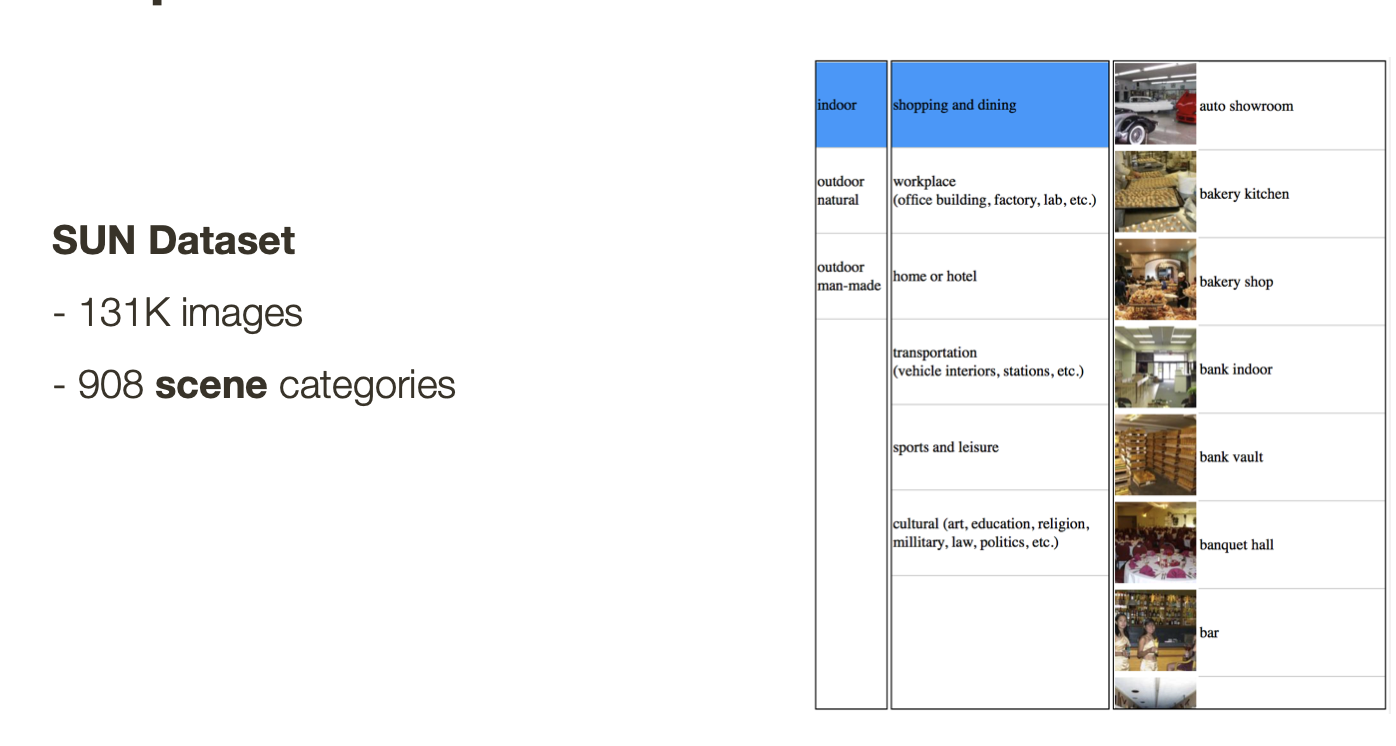 SUN Dataset
- 131K images
- 908 scene categories
indoor
outdoor
natural
outdoor
man-made
shopping and dining
workplace
(office building, factory, lab, etc.)
home or hotel
transportation
(vehicle interiors, stations, etc.)
sports and leisure
cultural (art, education, religion,
millitary, law, politics, etc.)
auto showroom
bakery kitchen
bakery shop
bank indoor
bank vault
banquet hall
bar